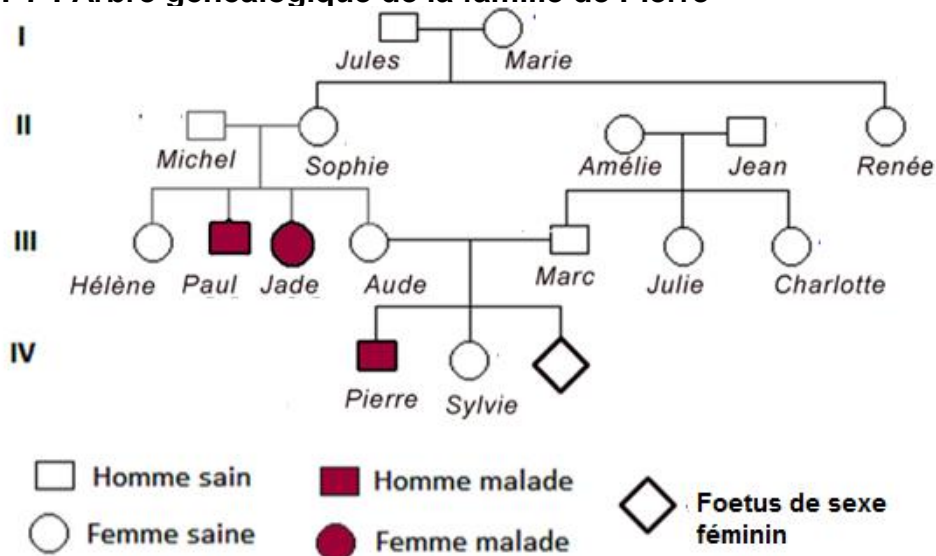 Arbre généalogique de la famille de Pierre
I
Jules Marie
II
Michel Sophie Amélie Jean Renée
III
Hélène Paul Jade Aude Marc Julie Charlotte
IV
Pierre Sylvie
Homme sain Homme malade Foetus de sexe
féminin
Femme saine Femme malade